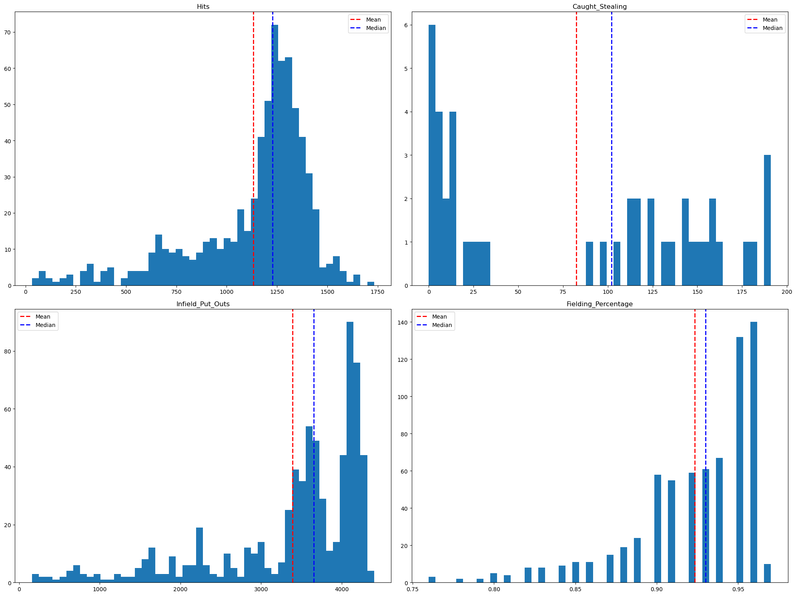 Hits
Mean
Median
70
60
50
40
30
20
10
0
0 250 500 750 1000 1250 1500 1750
Caught_Stealing
Mean
Median
6
5
4
3
2
1
0
0 25 50 75 100 125 150 175 200
Infield_Put_Outs
Mean
Median
80
60
40
20
0
0 1000 2000 3000 4000
Fielding_Percentage
Mean
Median
140
120
100
80
60
40
20
0
0.75 0.80 0.85 0.90 0.95